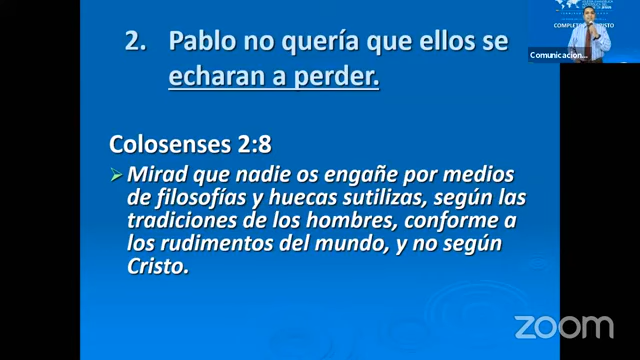 2. Pablo no quería que ellos se
echaran a perder.
Colosenses 2:8
Mirad que nadie os engañe por medios
de filosofías y huecas sutilizas, según las
tradiciones de los hombres, conforme a
los rudimentos del mundo, y no según
Cristo.
Comunicacion...
zoom